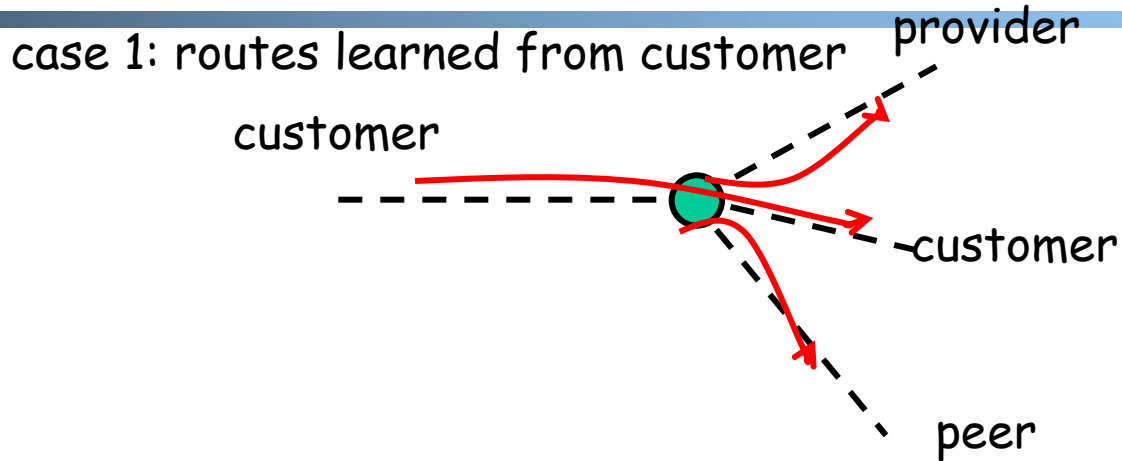 provider
case 1: routes learned from customer
customer
customer
peer